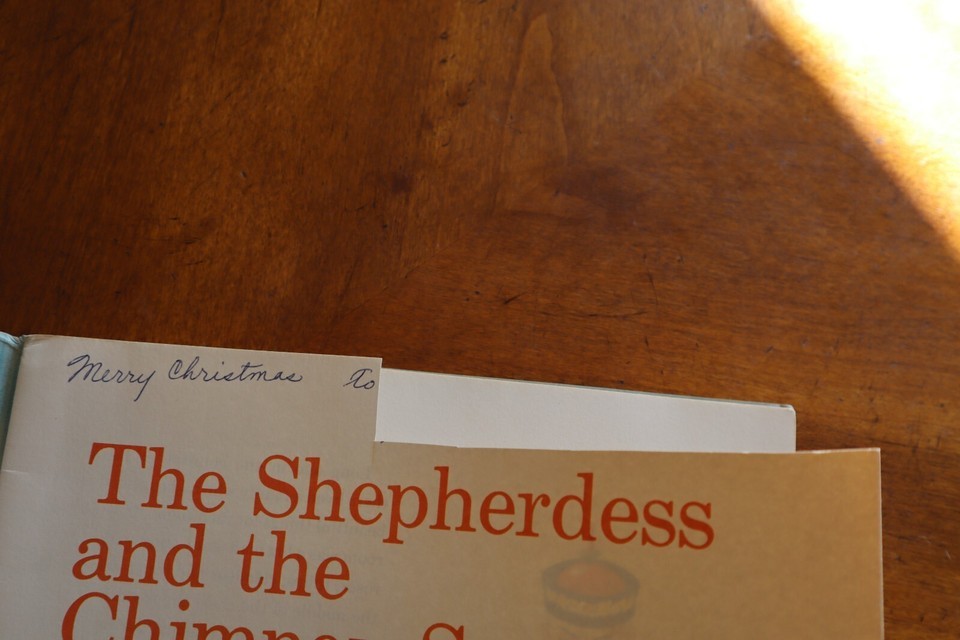 Merry Christmas To
The Shepherdess
and the